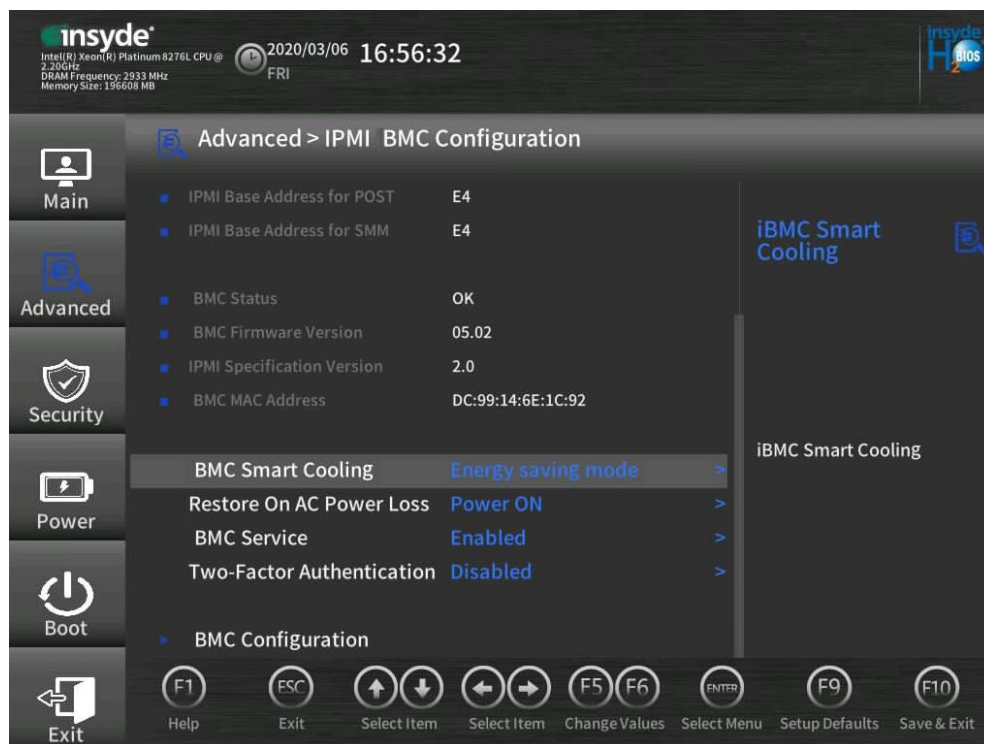 insyde
Intel(R) Xeon(R) Platinum 8276L CPU @
2.20GHz
DRAM Frequency: 2933 MHz
Memory Size: 196608 MB
2020/03/06 16:56:32
FRI
insyde
H2O BIOS
Advanced > IPMI BMC Configuration
Main
Advanced
Security
Power
Boot
Exit
IPMI Base Address for POST E4
IPMI Base Address for SMM E4
BMC Status OK
BMC Firmware Version 05.02
IPMI Specification Version 2.0
BMC MAC Address DC:99:14:6E:1C:92
BMC Smart Cooling Energy saving mode >
Restore On AC Power Loss Power ON >
BMC Service Enabled >
Two-Factor Authentication Disabled >
BMC Configuration
iBMC Smart
Cooling
iBMC Smart Cooling
F1 ESC F5 F6 ENTER F9 F10
Help Exit Select Item Select Item Change Values Select Menu Setup Defaults Save & Exit